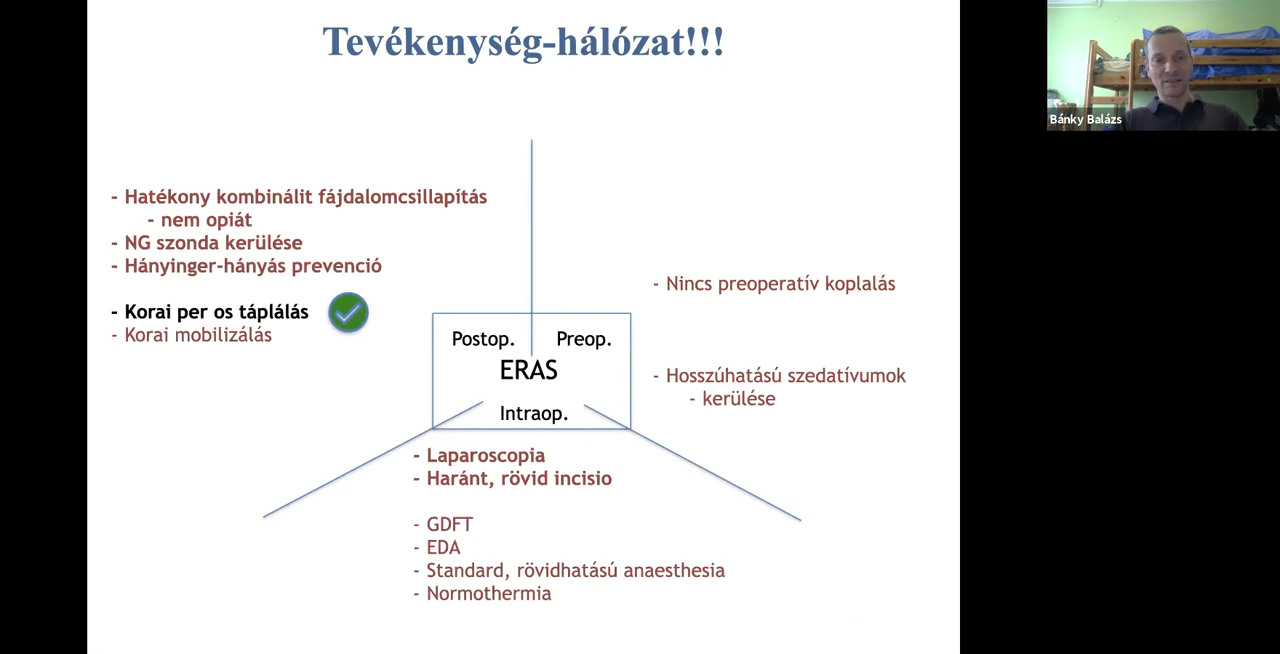 Tevékenység-hálózat!!!
Bánky Balázs
- Hatékony kombinálit fájdalomcsillapítás
- nem opiát
- NG szonda kerülése
- Hányinger-hányás prevenció
- Korai per os táplálás
- Korai mobilizálás
- Nincs preoperatív koplalás
- Hosszúhatású szedatívumok
- kerülése
Postop. Preop.
ERAS
Intraop.
- Laparoscopia
- Haránt, rövid incisio
- GDFT
- EDA
- Standard, rövidhatású anaesthesia
- Normothermia